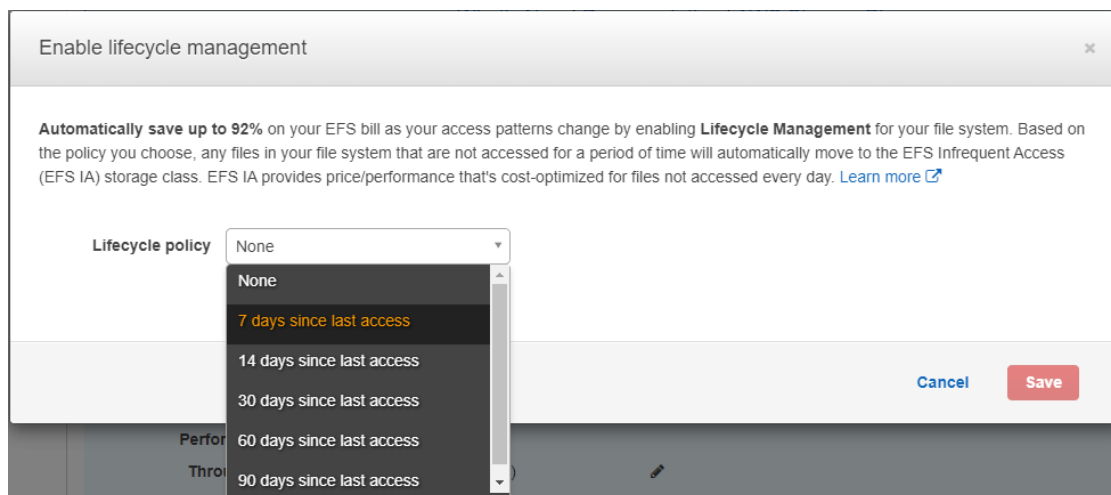 Enable lifecycle management
×
Automatically save up to 92% on your EFS bill as your access patterns change by enabling Lifecycle Management for your file system. Based on
the policy you choose, any files in your file system that are not accessed for a period of time will automatically move to the EFS Infrequent Access
(EFS IA) storage class. EFS IA provides price/performance that's cost-optimized for files not accessed every day. Learn more
Lifecycle policy None
None
7 days since last access
14 days since last access
30 days since last access
60 days since last access
90 days since last access
Cancel Save
Perfor
Throu
)